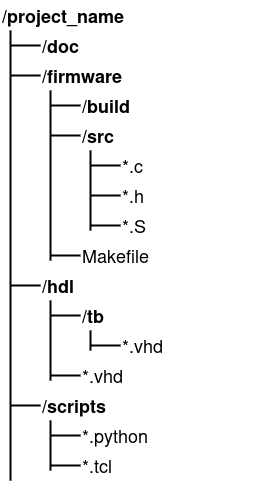 /project_name
/doc
/firmware
/build
/src
*.c
*.h
*.S
Makefile
/hdl
/tb
*.vhd
*.vhd
/scripts
*.python
*.tcl